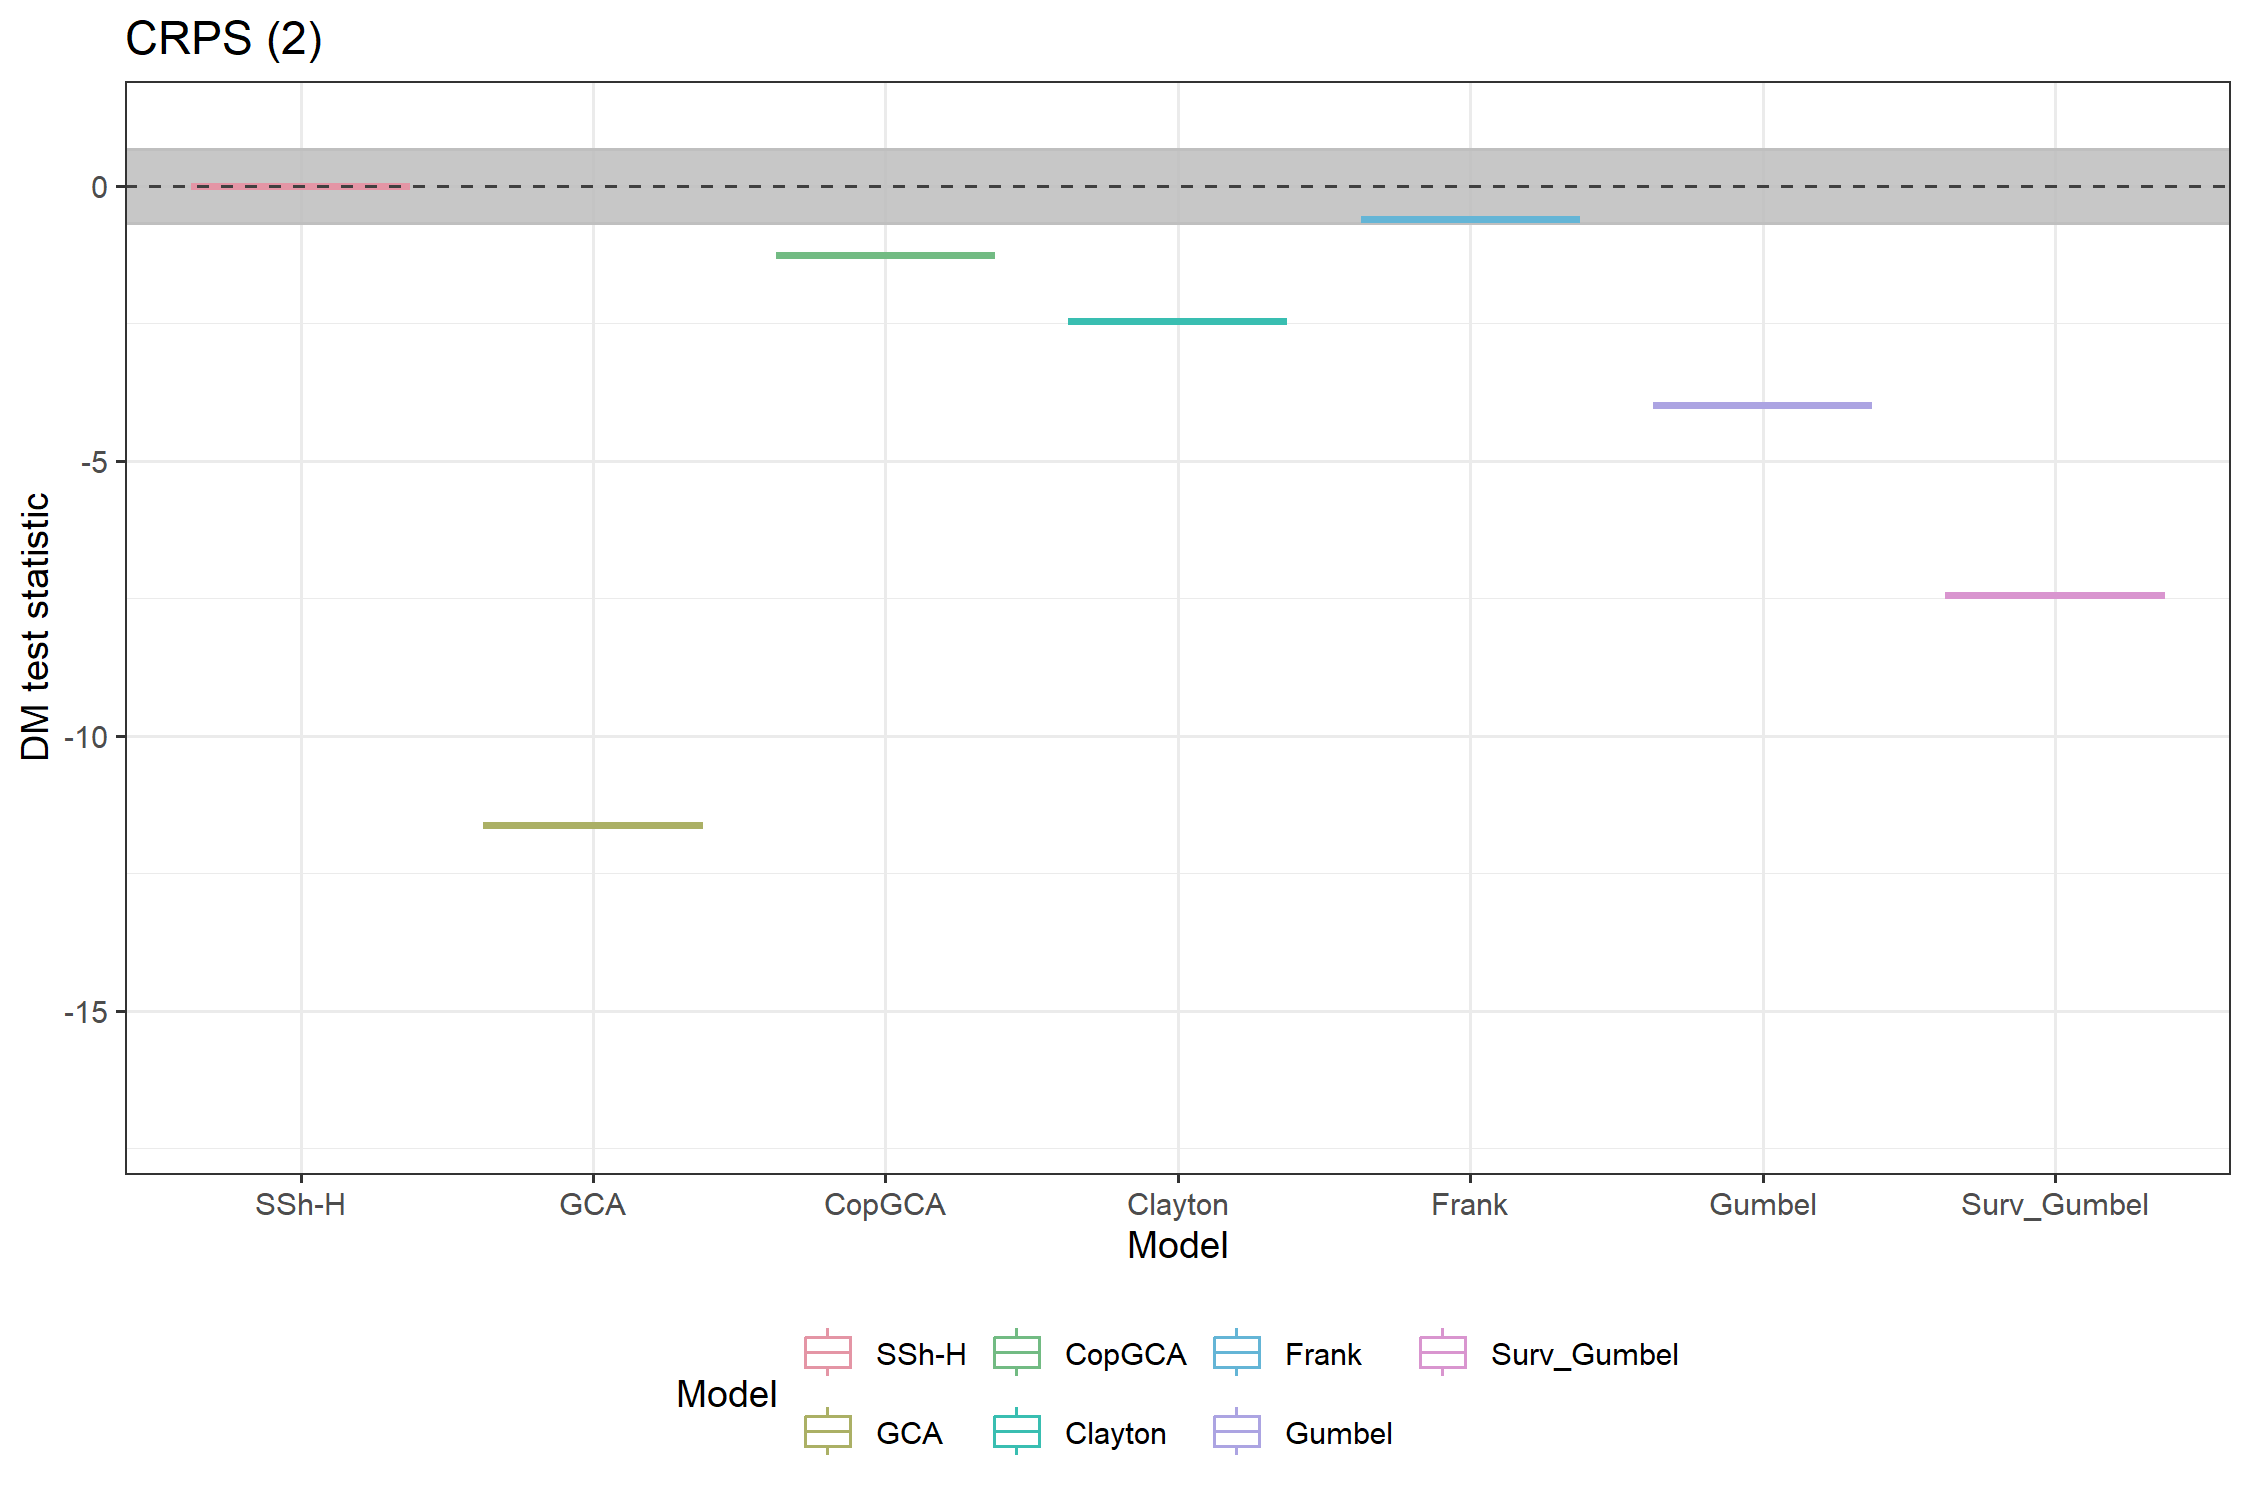 CRPS (2)
DM test statistic
0
-5
-10
-15
SSh-H GCA CopGCA Clayton Frank Gumbel Surv_Gumbel
Model
Model
SSh-H CopGCA Frank Surv_Gumbel
GCA Clayton Gumbel